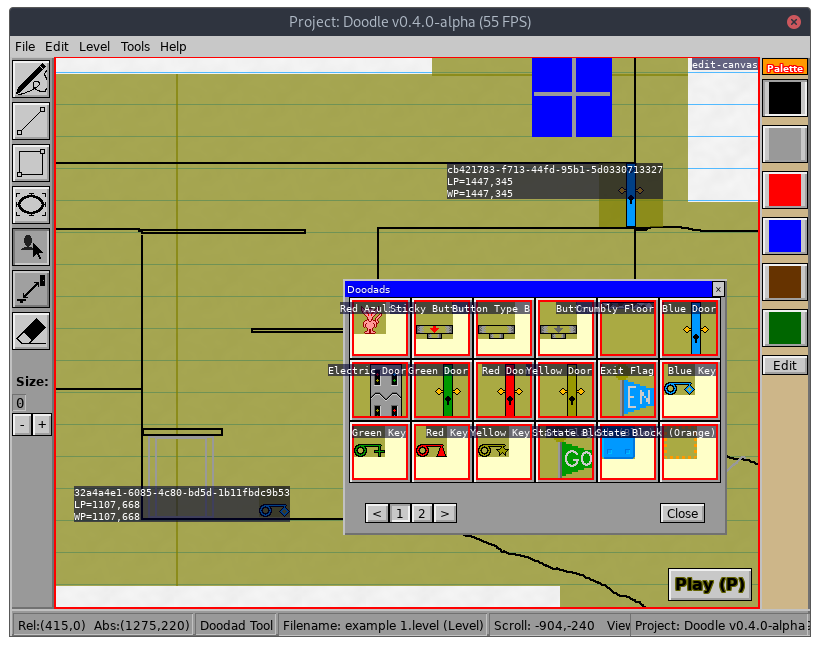 Project: Doodle v0.4.0-alpha (55 FPS)
File Edit Level Tools Help
edit-canvas
Palette
cb421783-f713-44fd-95b1-5d0330713327
LP=1447,345
WP=1447,345
Doodads
Red Azul Sticky But Button Type B But Crumbly Floor Blue Door
Electric Door Green Door Red Doo Yellow Door Exit Flag Blue Key
Edit
Size:
0
- +
Green Key Red Key Yellow Key State Bl State Block (Orange)
EN
GO
32a4a4e1-6085-4c80-bd5d-1b11fbdc9b53
LP=1107,668
WP=1107,668
< 1 2 > Close
Play (P)
Rel:(415,0) Abs:(1275,220) Doodad Tool Filename: example 1.level (Level) Scroll: -904,-240 View Project: Doodle v0.4.0-alpha